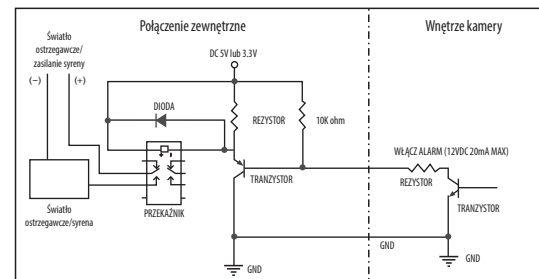 Połączenie zewnętrzne
Wnętrze kamery
Światło
ostrzegawcze/
zasilanie syreny
(−) (+)
DC 5V lub 3.3V
DIODA
REZYSTOR
10K ohm
WŁĄCZ ALARM (12VDC 20mA MAX)
REZYSTOR
TRANZYSTOR
TRANZYSTOR
PRZEKAŹNIK
Światło
ostrzegawcze/syrena
GND
GND
GND